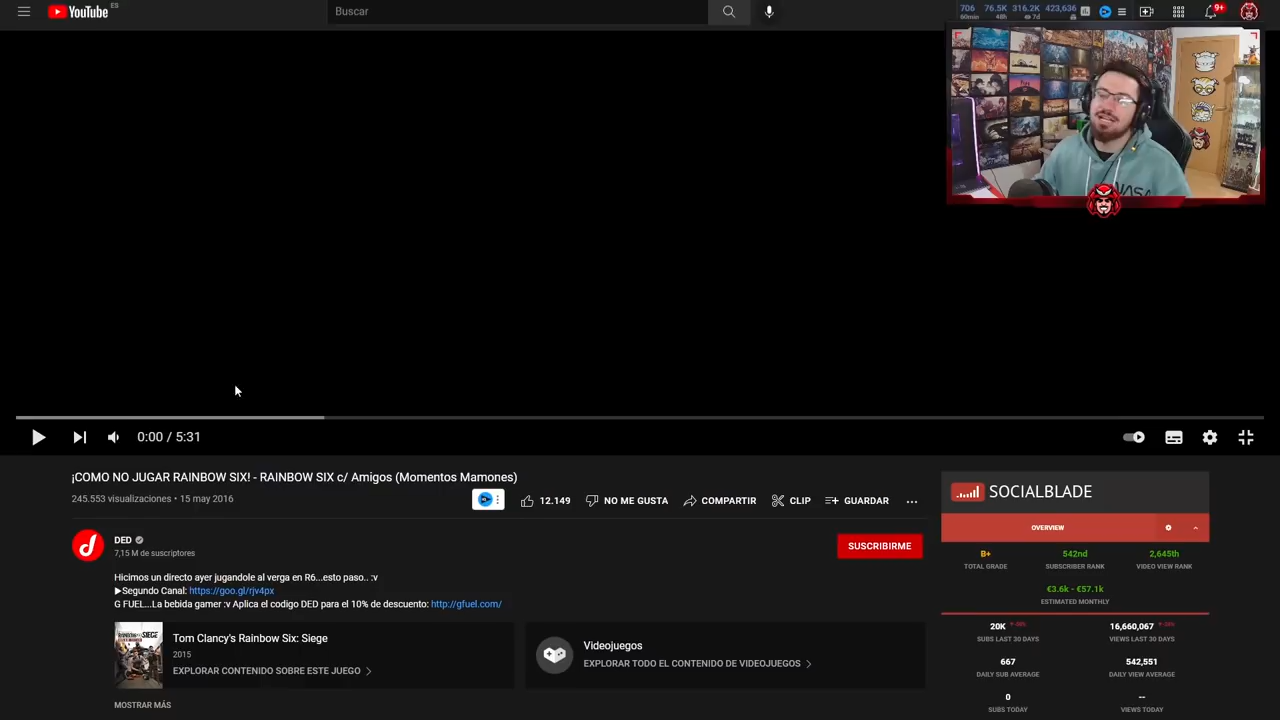 YouTube ES
Buscar
706 76.5K 316.2K 423,636
60min 48h 7d
9+
NASA
0:00 / 5:31
¡COMO NO JUGAR RAINBOW SIX! - RAINBOW SIX c/ Amigos (Momentos Mamones)
245.553 visualizaciones • 15 may 2016
12.149 NO ME GUSTA COMPARTIR CLIP GUARDAR ...
DED
7,15 M de suscriptores
SUSCRIBIRME
Hicimos un directo ayer jugandole al verga en R6...esto paso.. :v
▶Segundo Canal: https://goo.gl/rjv4px
G FUEL...La bebida gamer :v Aplica el codigo DED para el 10% de descuento: http://gfuel.com/
Tom Clancy's Rainbow Six: Siege
2015
EXPLORAR CONTENIDO SOBRE ESTE JUEGO
Videojuegos
EXPLORAR TODO EL CONTENIDO DE VIDEOJUEGOS
MOSTRAR MÁS
SOCIALBLADE
OVERVIEW
B+ 542nd 2,645th
TOTAL GRADE SUBSCRIBER RANK VIDEO VIEW RANK
€3.6k - €57.1k
ESTIMATED MONTHLY
20K 16,660,067
SUBS LAST 30 DAYS VIEWS LAST 30 DAYS
667 542,551
DAILY SUB AVERAGE DAILY VIEW AVERAGE
0 --
SUBS TODAY VIEWS TODAY